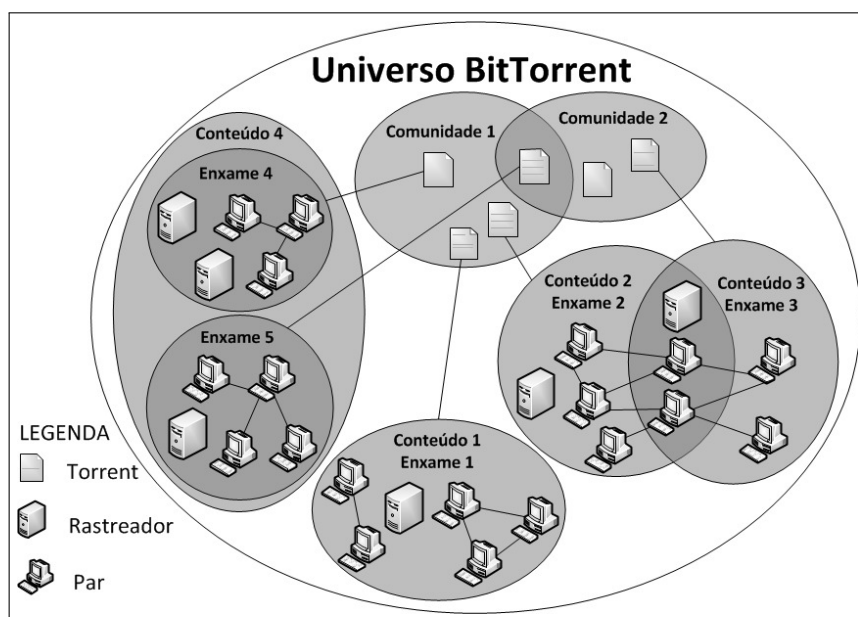 Universo BitTorrent
Conteúdo 4
Enxame 4
Comunidade 1
Comunidade 2
Enxame 5
Conteúdo 2
Enxame 2
Conteúdo 3
Enxame 3
Conteúdo 1
Enxame 1
LEGENDA
Torrent
Rastreador
Par